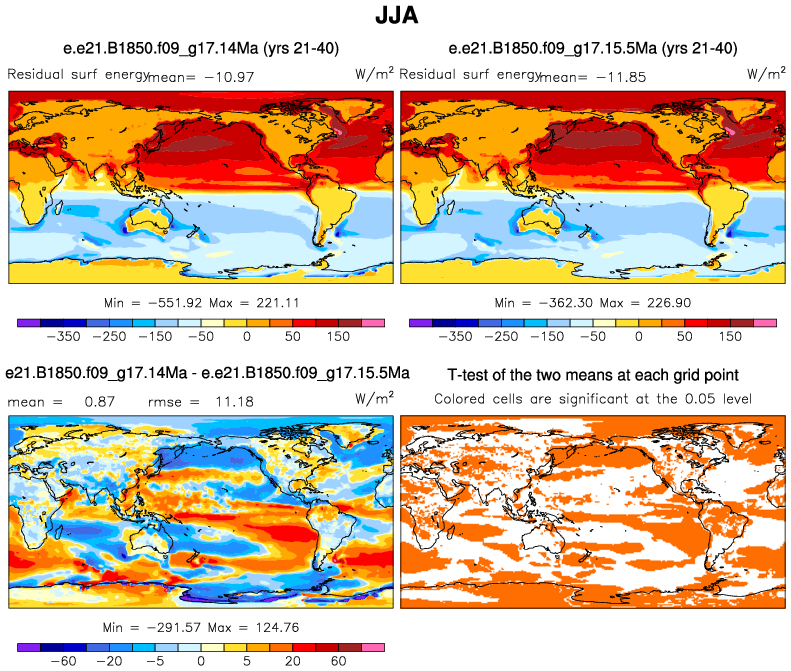 JJA
e.e21.B1850.f09_g17.14Ma (yrs 21-40)
e.e21.B1850.f09_g17.15.5Ma (yrs 21-40)
Residual surf energy mean= −10.97 W/m²
Residual surf energy mean= −11.85 W/m²
Min = −551.92 Max = 221.11
Min = −362.30 Max = 226.90
−350 −250 −150 −50 0 50 150
−350 −250 −150 −50 0 50 150
e21.B1850.f09_g17.14Ma - e.e21.B1850.f09_g17.15.5Ma
T-test of the two means at each grid point
mean = 0.87 rmse = 11.18 W/m²
Colored cells are significant at the 0.05 level
Min = −291.57 Max = 124.76
−60 −20 −5 0 5 20 60